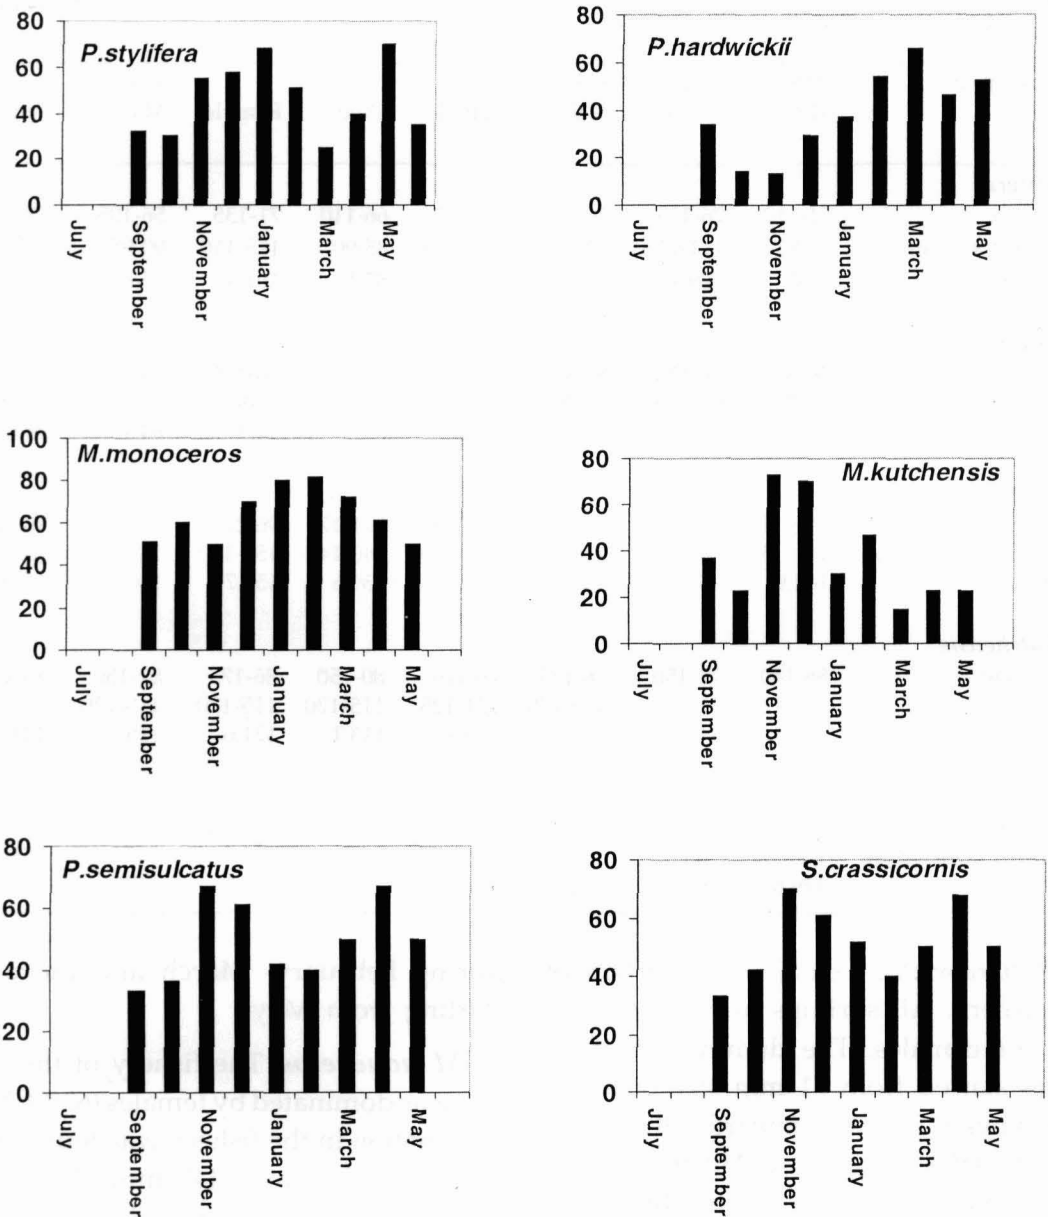 P.stylifera
80
60
40
20
0
July
September
November
January
March
May
P.hardwickii
80
60
40
20
0
July
September
November
January
March
May
M.monoceros
100
80
60
40
20
0
July
September
November
January
March
May
M.kutchensis
80
60
40
20
0
July
September
November
January
March
May
P.semisulcatus
80
60
40
20
0
July
September
November
January
March
May
S.crassicornis
80
60
40
20
0
July
September
November
January
March
May